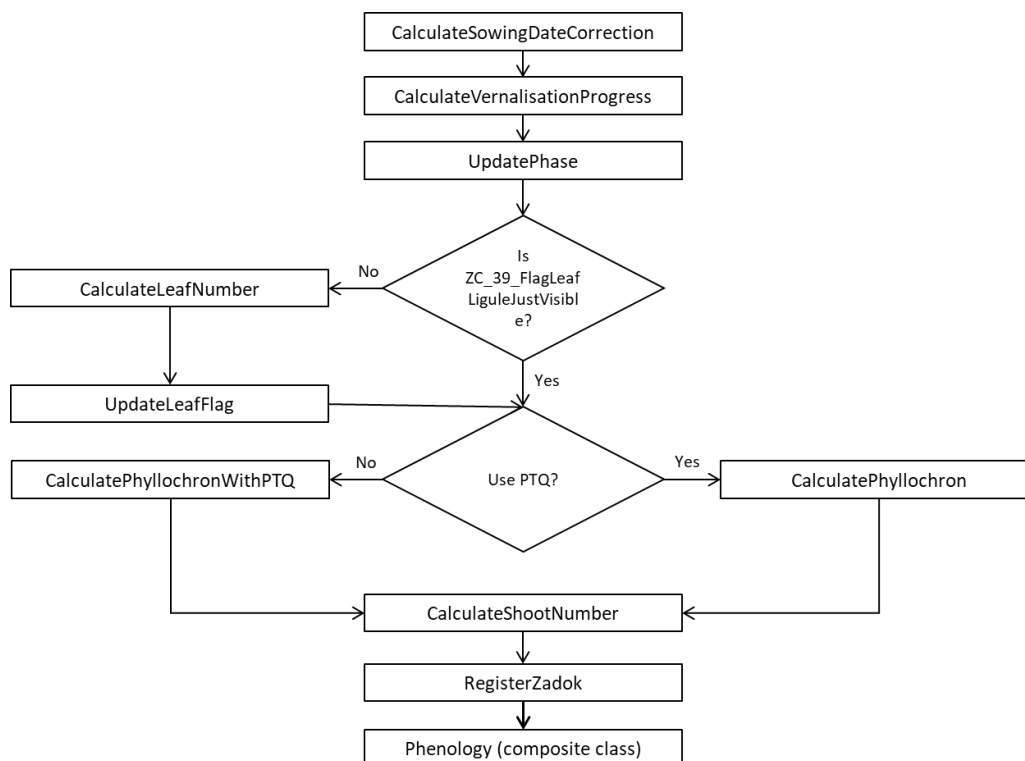 CalculateSowingDateCorrection
CalculateVernalisationProgress
UpdatePhase
Is
ZC_39_FlagLeaf
LiguleJustVisibl
e?
No
CalculateLeafNumber
Yes
UpdateLeafFlag
No
CalculatePhyllochronWithPTQ
Use PTQ?
Yes
CalculatePhyllochron
CalculateShootNumber
RegisterZadok
Phenology (composite class)